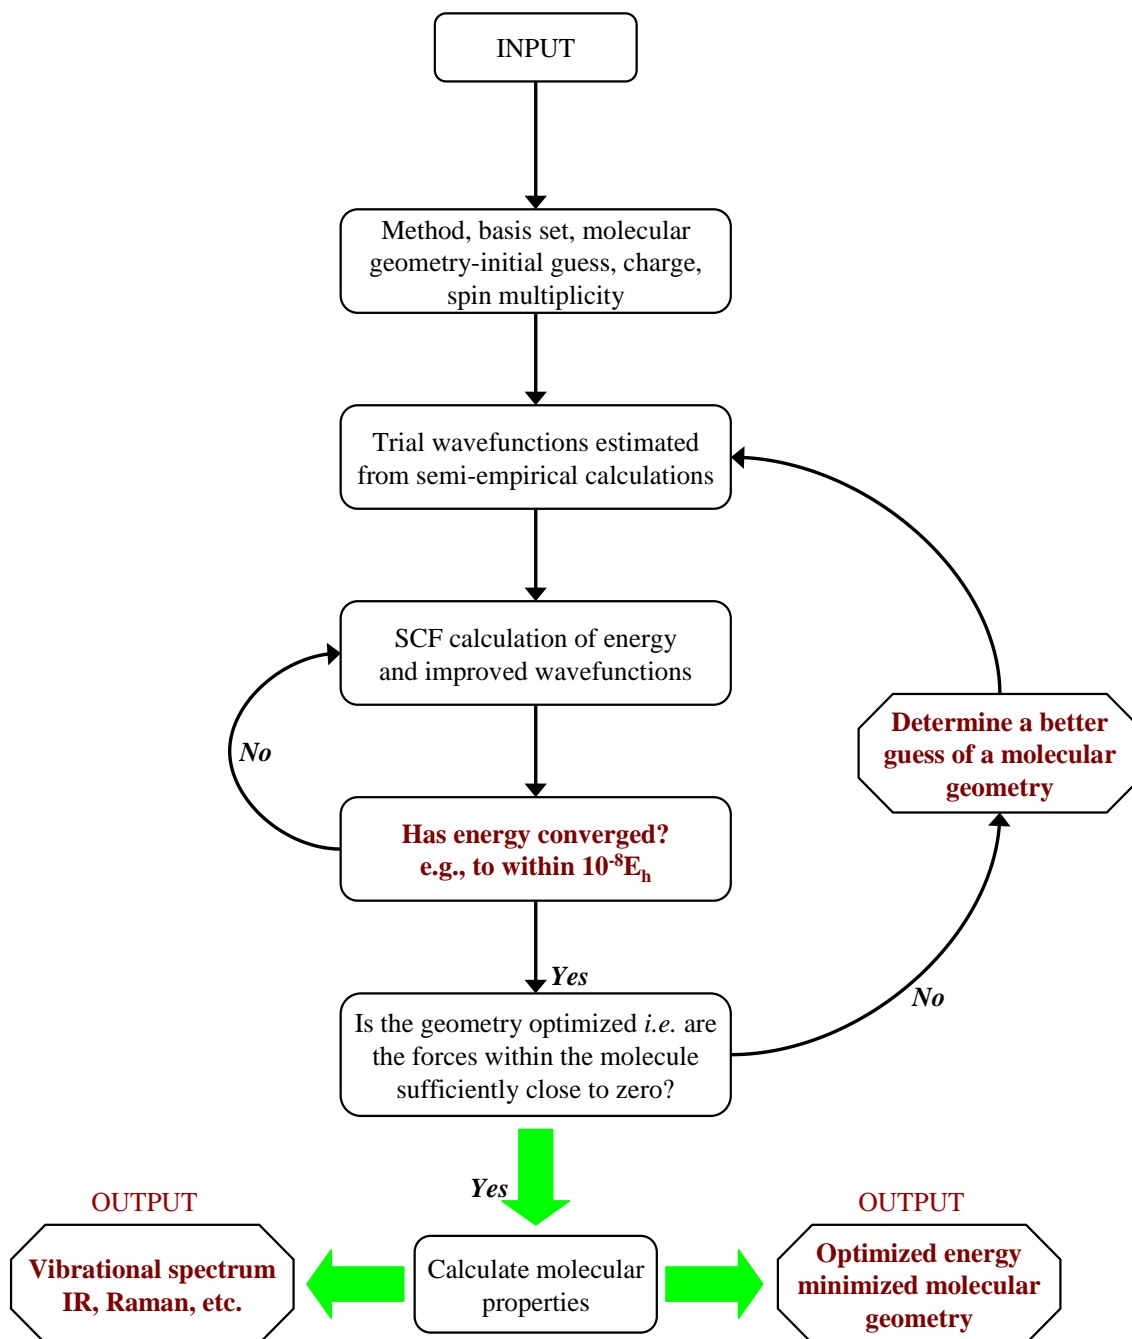 INPUT
Method, basis set, molecular
geometry-initial guess, charge,
spin multiplicity
Trial wavefunctions estimated
from semi-empirical calculations
SCF calculation of energy
and improved wavefunctions
No
Determine a better
guess of a molecular
geometry
Has energy converged?
e.g., to within 10⁻⁸Eₕ
Yes
No
Is the geometry optimized i.e. are
the forces within the molecule
sufficiently close to zero?
Yes
OUTPUT
Vibrational spectrum
IR, Raman, etc.
Calculate molecular
properties
OUTPUT
Optimized energy
minimized molecular
geometry